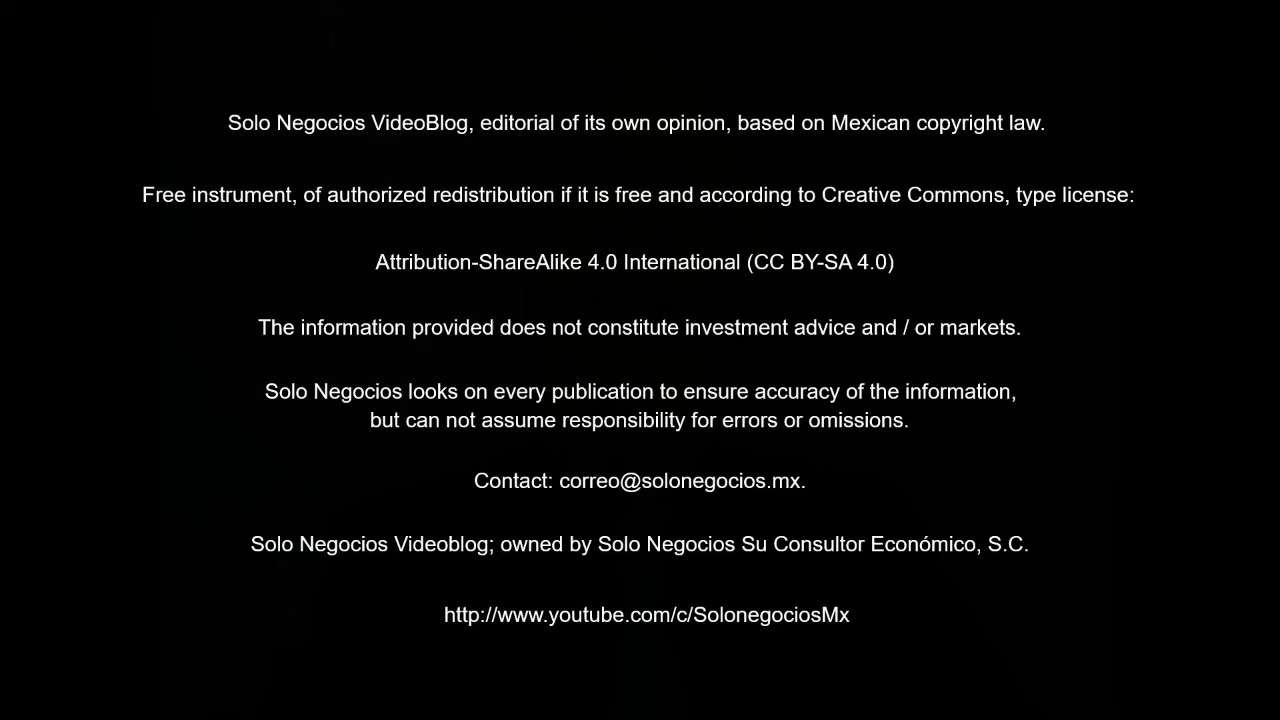 Solo Negocios VideoBlog, editorial of its own opinion, based on Mexican copyright law.
Free instrument, of authorized redistribution if it is free and according to Creative Commons, type license:
Attribution-ShareAlike 4.0 International (CC BY-SA 4.0)
The information provided does not constitute investment advice and / or markets.
Solo Negocios looks on every publication to ensure accuracy of the information,
but can not assume responsibility for errors or omissions.
Contact: correo@solonegocios.mx.
Solo Negocios Videoblog; owned by Solo Negocios Su Consultor Económico, S.C.
http://www.youtube.com/c/SolonegociosMx